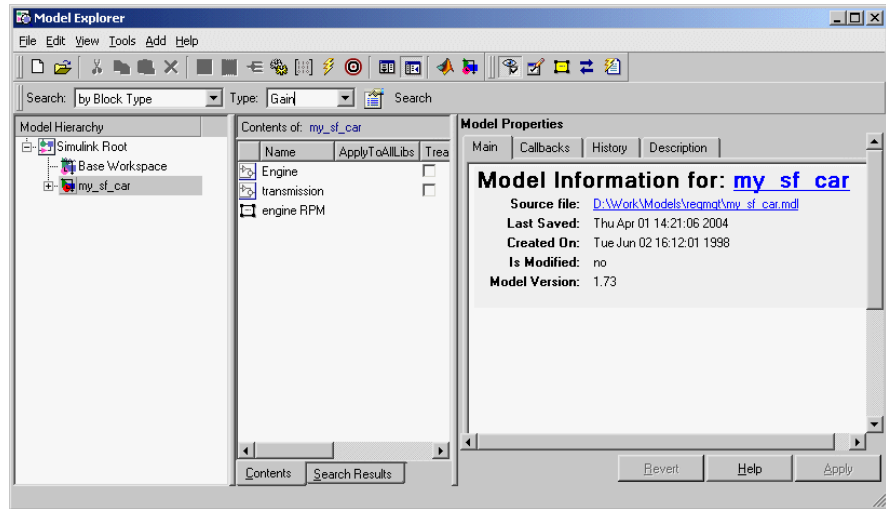 Model Explorer
File Edit View Tools Add Help
Search: by Block Type Type: Gain Search
Model Hierarchy
Simulink Root
Base Workspace
my_sf_car
Contents of: my_sf_car
Name ApplyToAllLibs Trea
Engine
transmission
engine RPM
Contents Search Results
Model Properties
Main Callbacks History Description
Model Information for: my_sf_car
Source file: D:\Work\Models\reqmgt\my_sf_car.mdl
Last Saved: Thu Apr 01 14:21:06 2004
Created On: Tue Jun 02 16:12:01 1998
Is Modified: no
Model Version: 1.73
Revert Help Apply